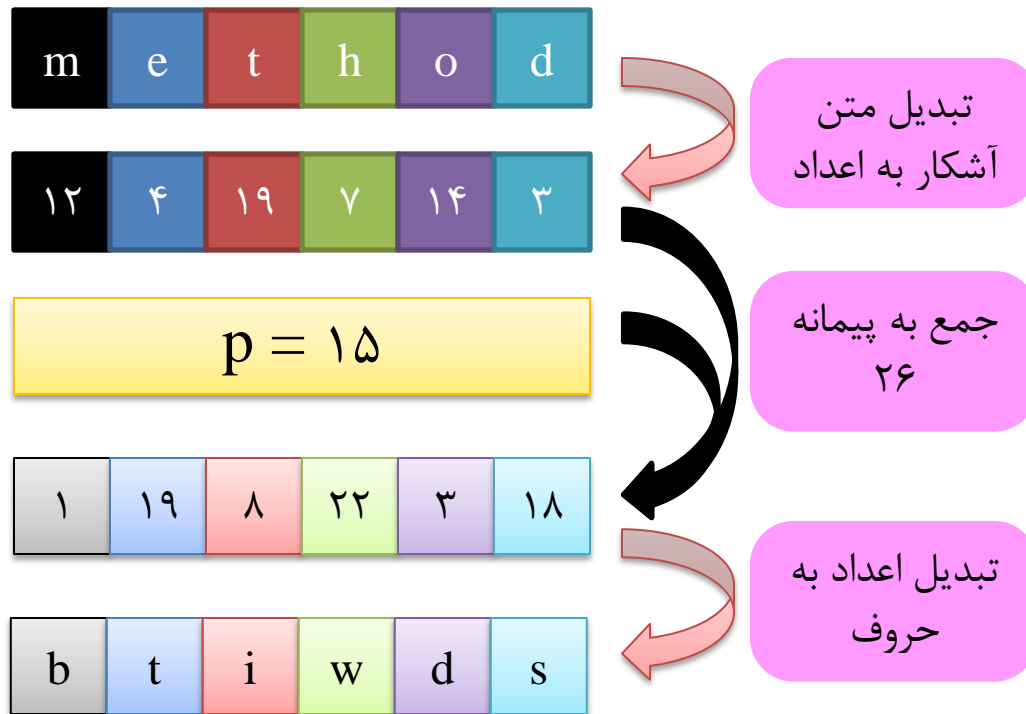 m e t h o d
تبدیل متن
آشکار به اعداد
۱۲ ۴ ۱۹ ۷ ۱۴ ۳
p = ۱۵
جمع به پیمانه
۲۶
۱ ۱۹ ۸ ۲۲ ۳ ۱۸
تبدیل اعداد به
حروف
b t i w d s